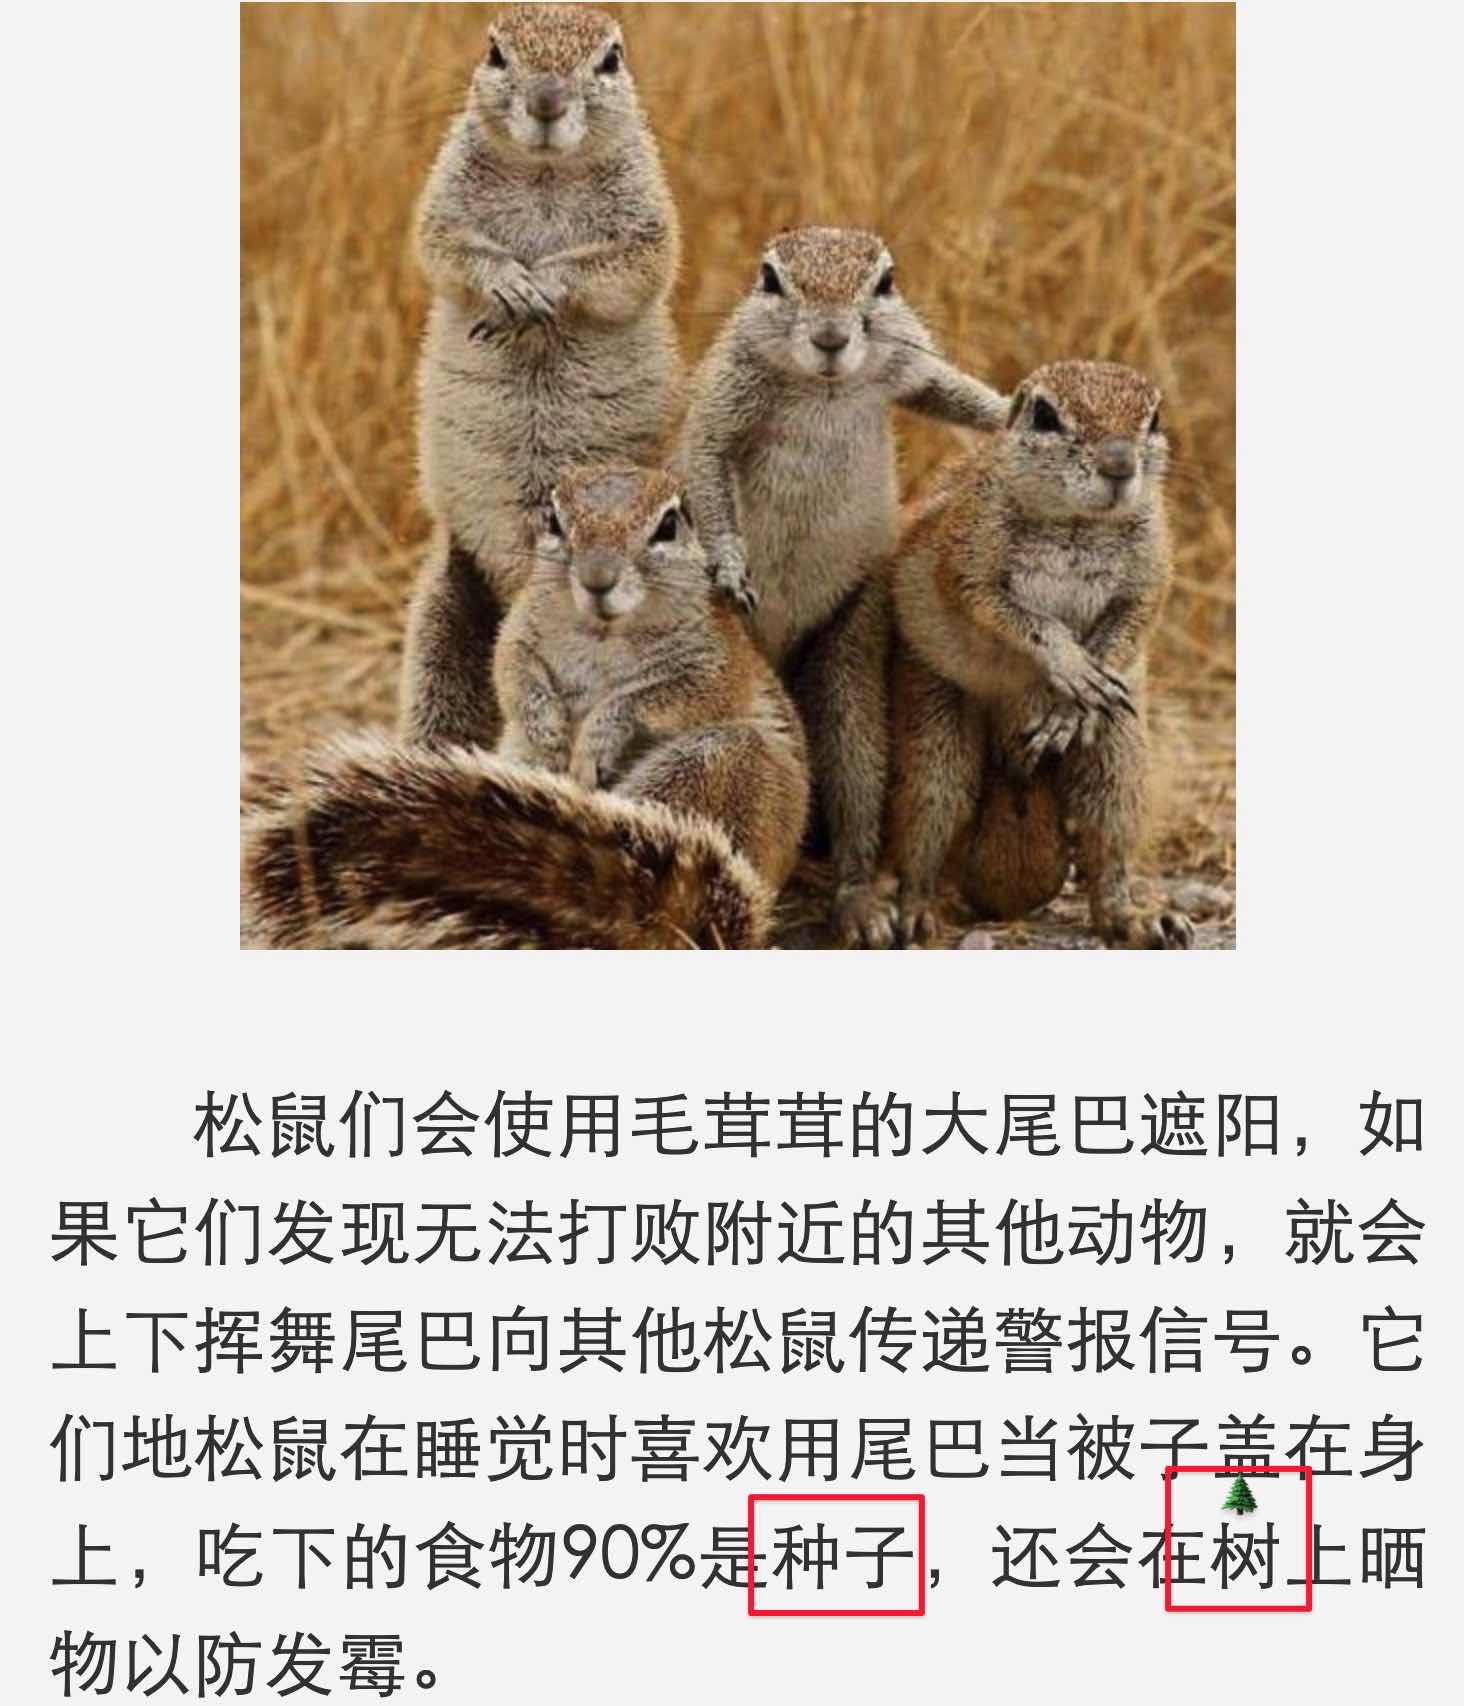 松鼠们会使用毛茸茸的大尾巴遮阳，如
果它们发现无法打败附近的其他动物，就会
上下挥舞尾巴向其他松鼠传递警报信号。它
们地松鼠在睡觉时喜欢用尾巴当被子盖在身
上，吃下的食物90%是种子，还会在树上晒
物以防发霉。